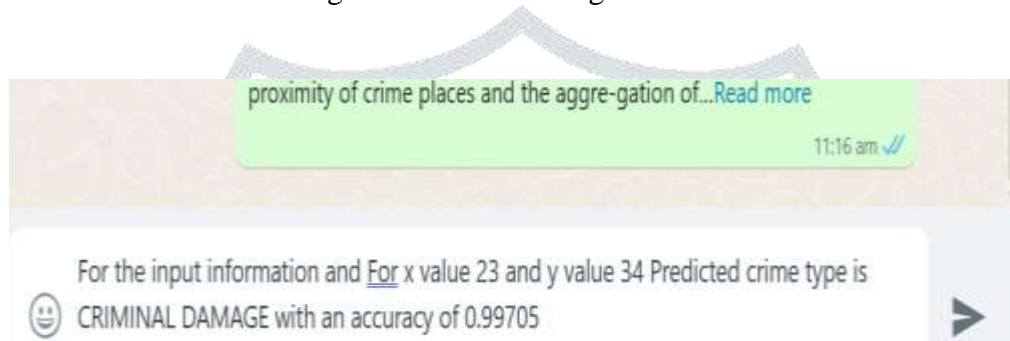 proximity of crime places and the aggre-gation of...Read more
11:16 am
For the input information and For x value 23 and y value 34 Predicted crime type is
CRIMINAL DAMAGE with an accuracy of 0.99705